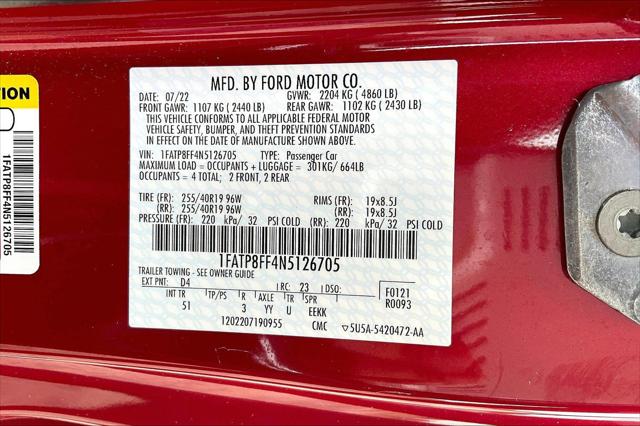 MFD. BY FORD MOTOR CO.
DATE: 07/22 GVWR: 2204 KG ( 4860 LB)
FRONT GAWR: 1107 KG ( 2440 LB) REAR GAWR: 1102 KG ( 2430 LB)
THIS VEHICLE CONFORMS TO ALL APPLICABLE FEDERAL MOTOR
VEHICLE SAFETY, BUMPER, AND THEFT PREVENTION STANDARDS
IN EFFECT ON THE DATE OF MANUFACTURE SHOWN ABOVE.
VIN: 1FATP8FF4N5126705 TYPE: Passenger Car
MAXIMUM LOAD = OCCUPANTS + LUGGAGE = 301KG/ 664LB
OCCUPANTS = 4 TOTAL; 2 FRONT, 2 REAR
TIRE (FR): 255/40R19 96W RIMS (FR): 19x8.5J
(RR): 255/40R19 96W (RR): 19x8.5J
PRESSURE (FR): 220 kPa/ 32 PSI COLD (RR): 220 kPa/ 32 PSI COLD
1FATP8FF4N5126705
TRAILER TOWING - SEE OWNER GUIDE
EXT PNT: D4 RC: 23 DSO: F0121
INT TR TP/PS R AXLE TR SPR R0093
51 3 YY U EEKK
1202207190955 CMC 5U5A-5420472-AA
TION
1FATP8FF4N5126705